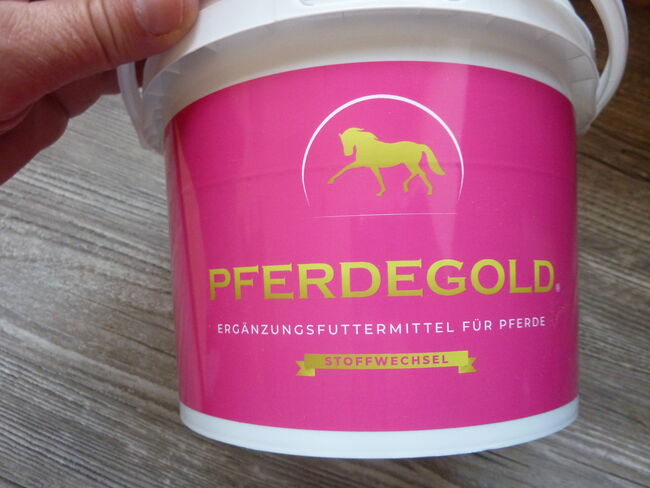 PFERDEGOLD®
ERGÄNZUNGSFUTTERMITTEL FÜR PFERDE
STOFFWECHSEL